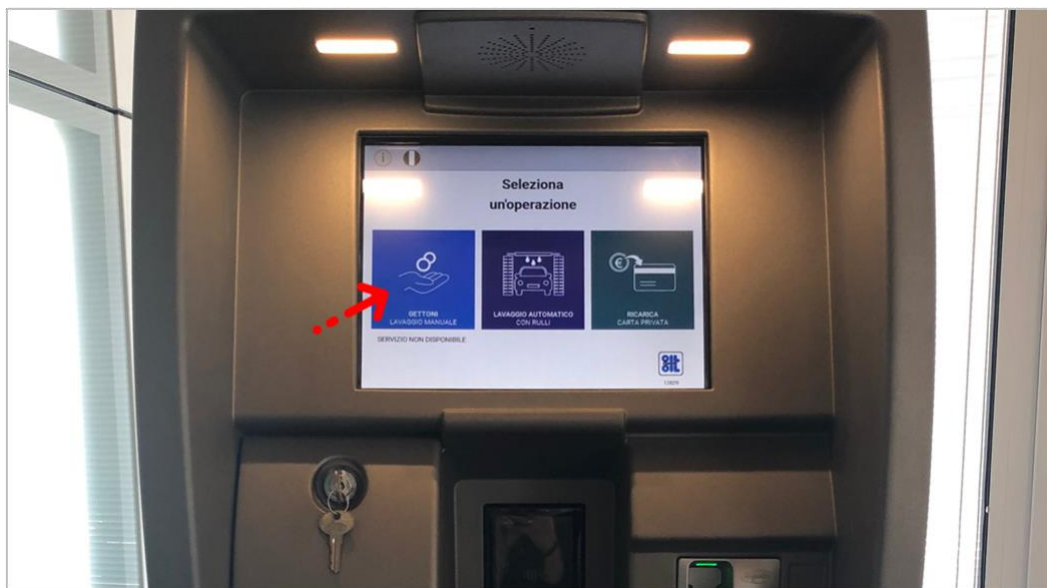 Seleziona
un'operazione
GETTONI
LAVAGGIO MANUALE
LAVAGGIO AUTOMATICO
CON RULLI
RICARICA
CARTA PRIVATA
SERVIZIO NON DISPONIBILE